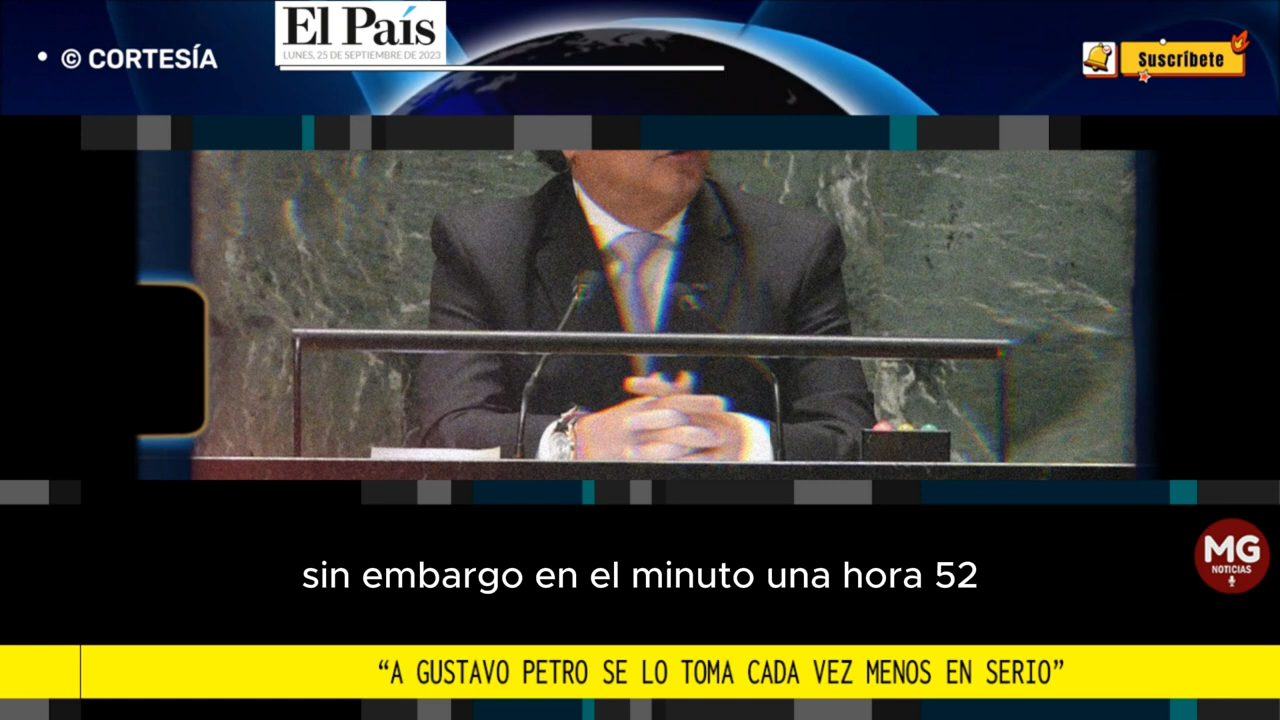 • © CORTESÍA
El País
LUNES, 25 DE SEPTIEMBRE DE 2023
Suscríbete
sin embargo en el minuto una hora 52
MG
NOTICIAS
“A GUSTAVO PETRO SE LO TOMA CADA VEZ MENOS EN SERIO”